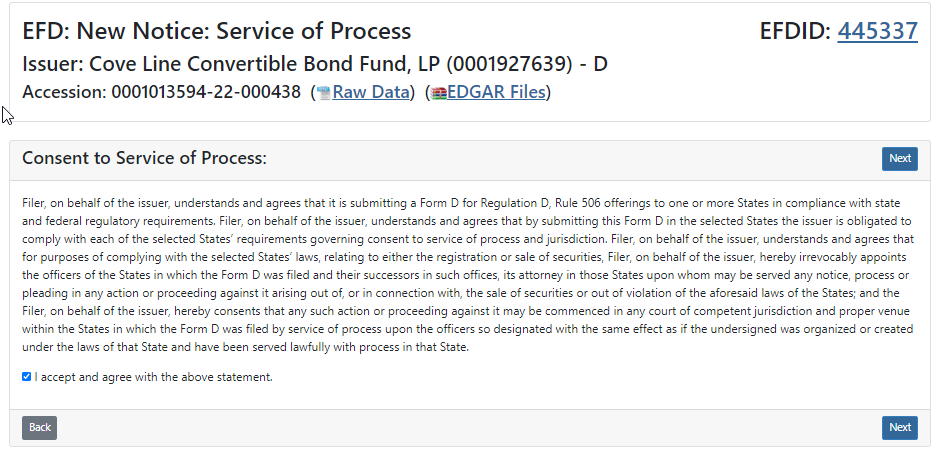 EFD: New Notice: Service of Process
EFDID: 445337
Issuer: Cove Line Convertible Bond Fund, LP (0001927639) - D
Accession: 0001013594-22-000438 (Raw Data) (EDGAR Files)
Consent to Service of Process:
Next
Filer, on behalf of the issuer, understands and agrees that it is submitting a Form D for Regulation D, Rule 506 offerings to one or more States in compliance with state
and federal regulatory requirements. Filer, on behalf of the issuer, understands and agrees that by submitting this Form D in the selected States the issuer is obligated to
comply with each of the selected States’ requirements governing consent to service of process and jurisdiction. Filer, on behalf of the issuer, understands and agrees that
for purposes of complying with the selected States’ laws, relating to either the registration or sale of securities, Filer, on behalf of the issuer, hereby irrevocably appoints
the officers of the States in which the Form D was filed and their successors in such offices, its attorney in those States upon whom may be served any notice, process or
pleading in any action or proceeding against it arising out of, or in connection with, the sale of securities or out of violation of the aforesaid laws of the States; and the
Filer, on behalf of the issuer, hereby consents that any such action or proceeding against it may be commenced in any court of competent jurisdiction and proper venue
within the States in which the Form D was filed by service of process upon the officers so designated with the same effect as if the undersigned was organized or created
under the laws of that State and have been served lawfully with process in that State.
I accept and agree with the above statement.
Back
Next